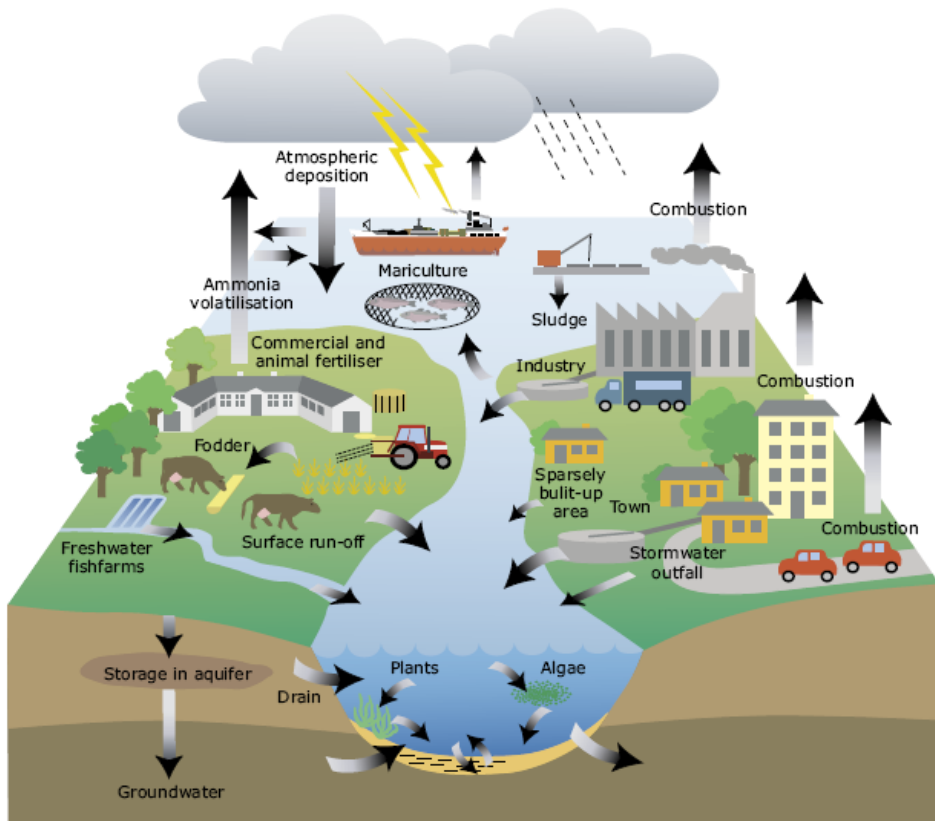 Atmospheric
deposition
Combustion
Mariculture
Ammonia
volatilisation
Sludge
Commercial and
animal fertiliser
Industry
Combustion
Fodder
Sparsely
bulit-up
area
Town
Combustion
Surface run-off
Freshwater
fishfarms
Stormwater
outfall
Storage in aquifer
Plants
Algae
Drain
Groundwater